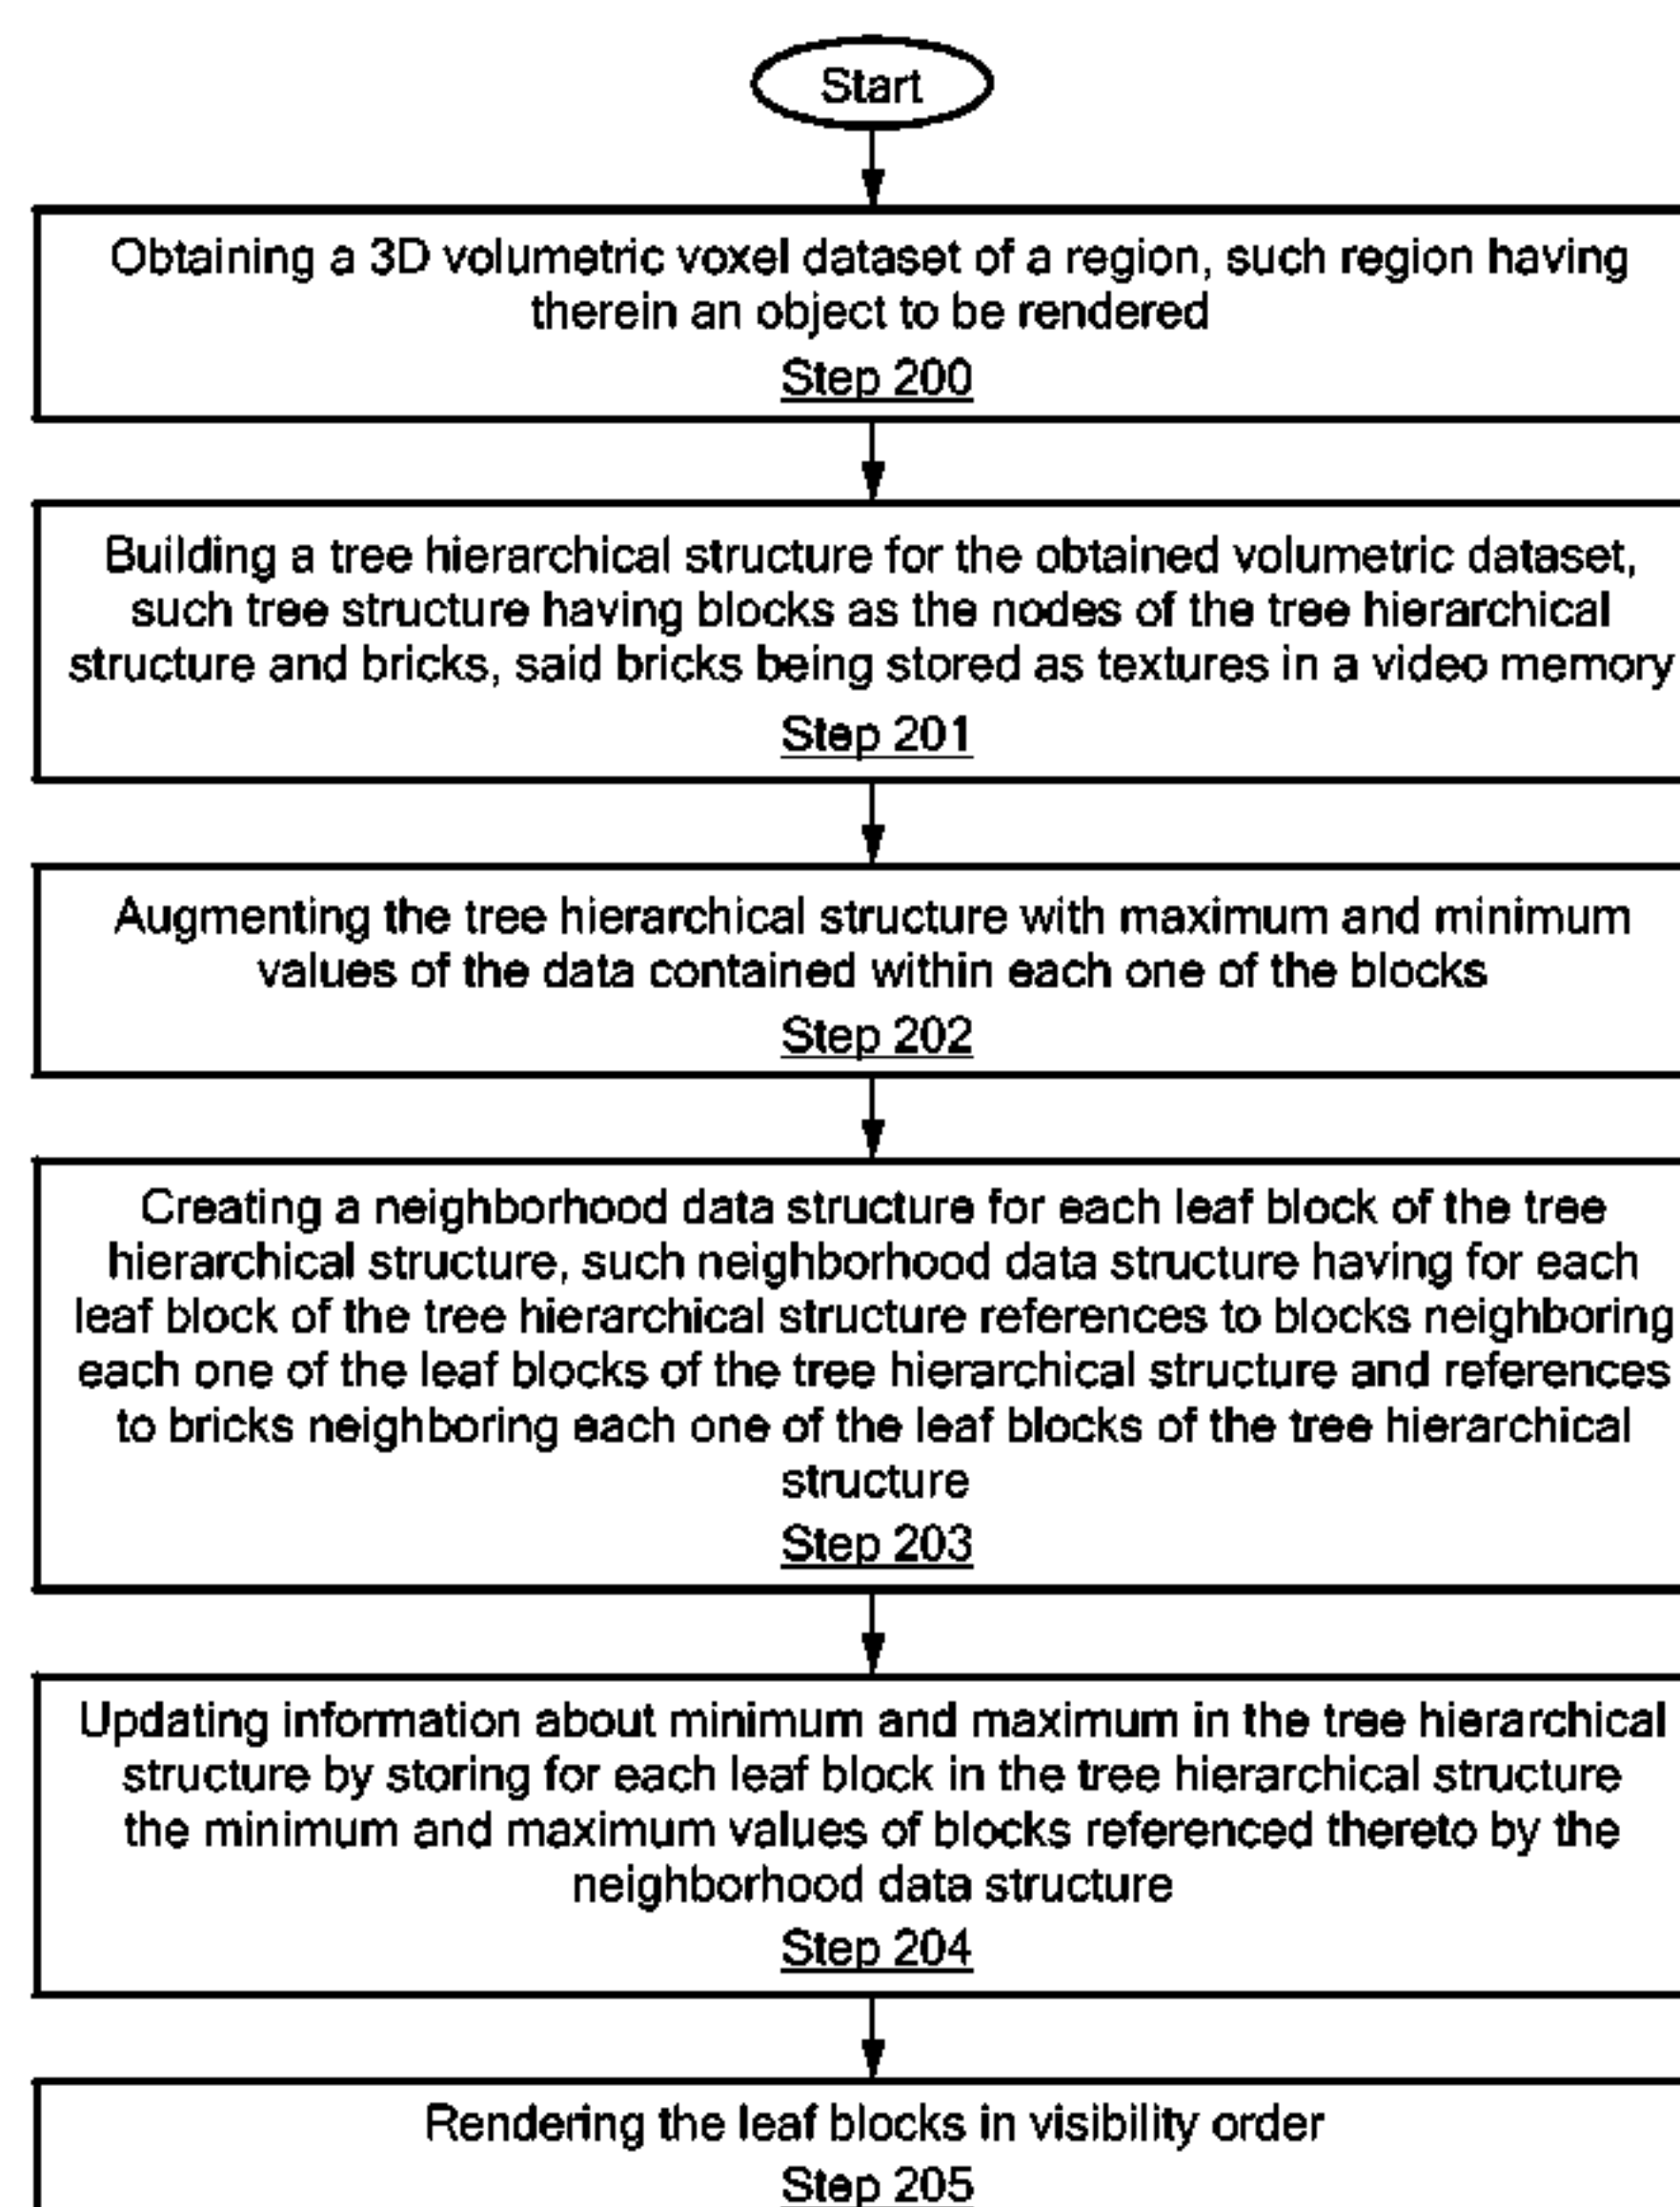 Start
Obtaining a 3D volumetric voxel dataset of a region, such region having
therein an object to be rendered
Step 200
Building a tree hierarchical structure for the obtained volumetric dataset,
such tree structure having blocks as the nodes of the tree hierarchical
structure and bricks, said bricks being stored as textures in a video memory
Step 201
Augmenting the tree hierarchical structure with maximum and minimum
values of the data contained within each one of the blocks
Step 202
Creating a neighborhood data structure for each leaf block of the tree
hierarchical structure, such neighborhood data structure having for each
leaf block of the tree hierarchical structure references to blocks neighboring
each one of the leaf blocks of the tree hierarchical structure and references
to bricks neighboring each one of the leaf blocks of the tree hierarchical
structure
Step 203
Updating information about minimum and maximum in the tree hierarchical
structure by storing for each leaf block in the tree hierarchical structure
the minimum and maximum values of blocks referenced thereto by the
neighborhood data structure
Step 204
Rendering the leaf blocks in visibility order
Step 205